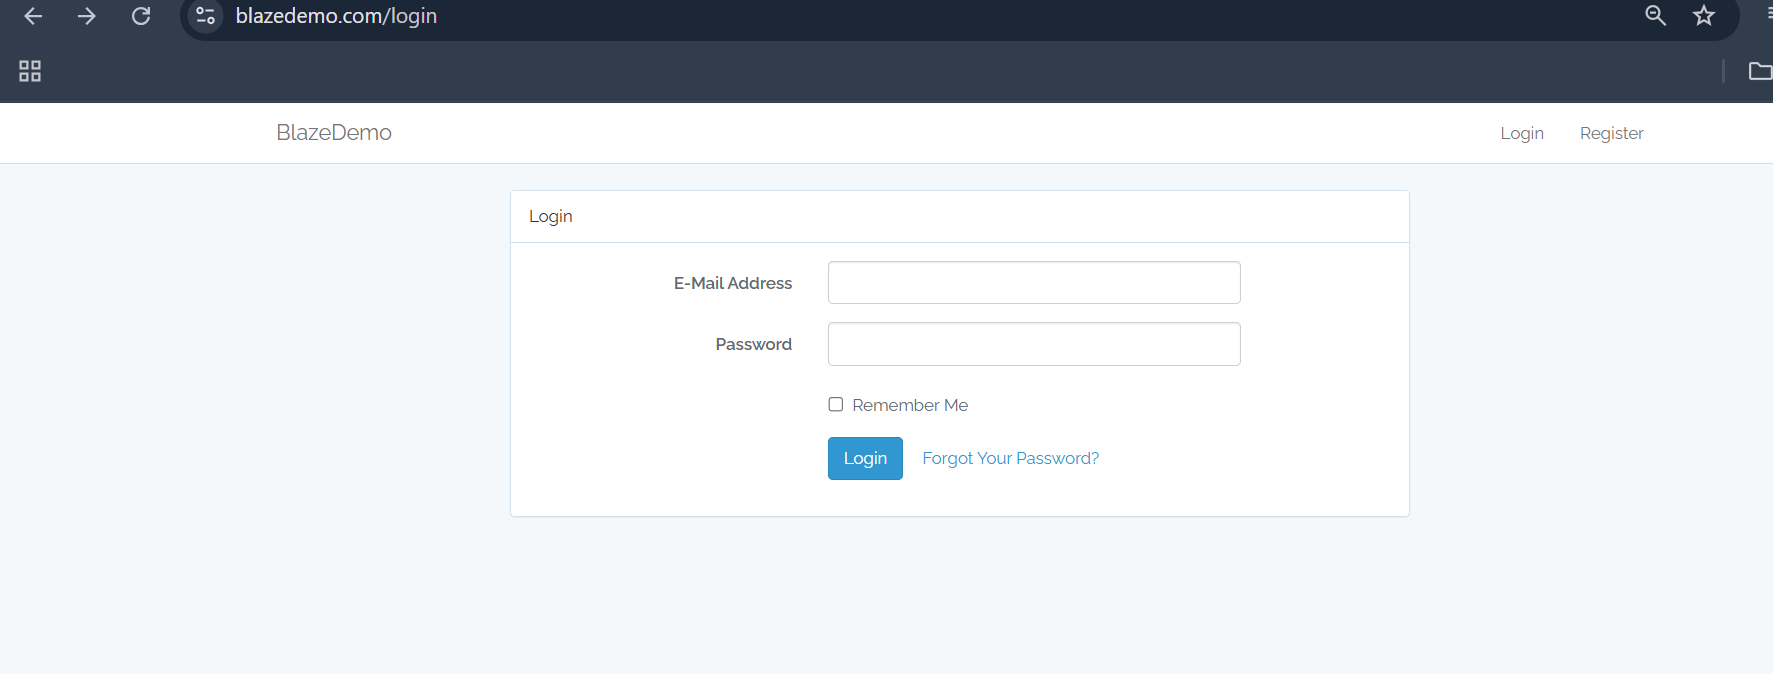 blazedemo.com/login
BlazeDemo
Login Register
Login
E-Mail Address
Password
Remember Me
Login Forgot Your Password?